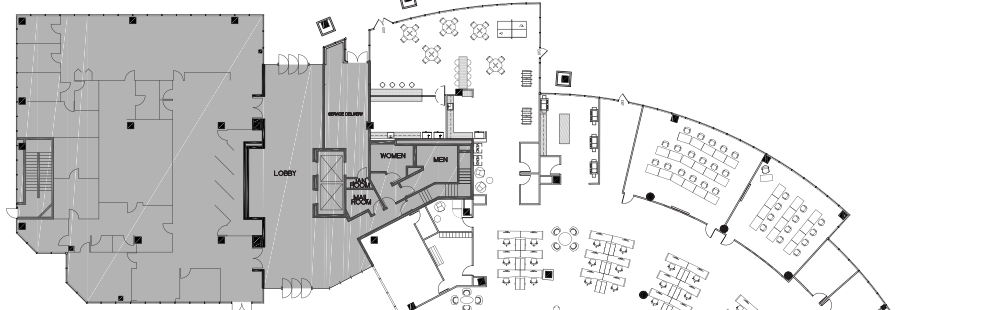 SERVICE DELIVERY
WOMEN
MEN
LOBBY
JAN
ROOM
MAIL
ROOM